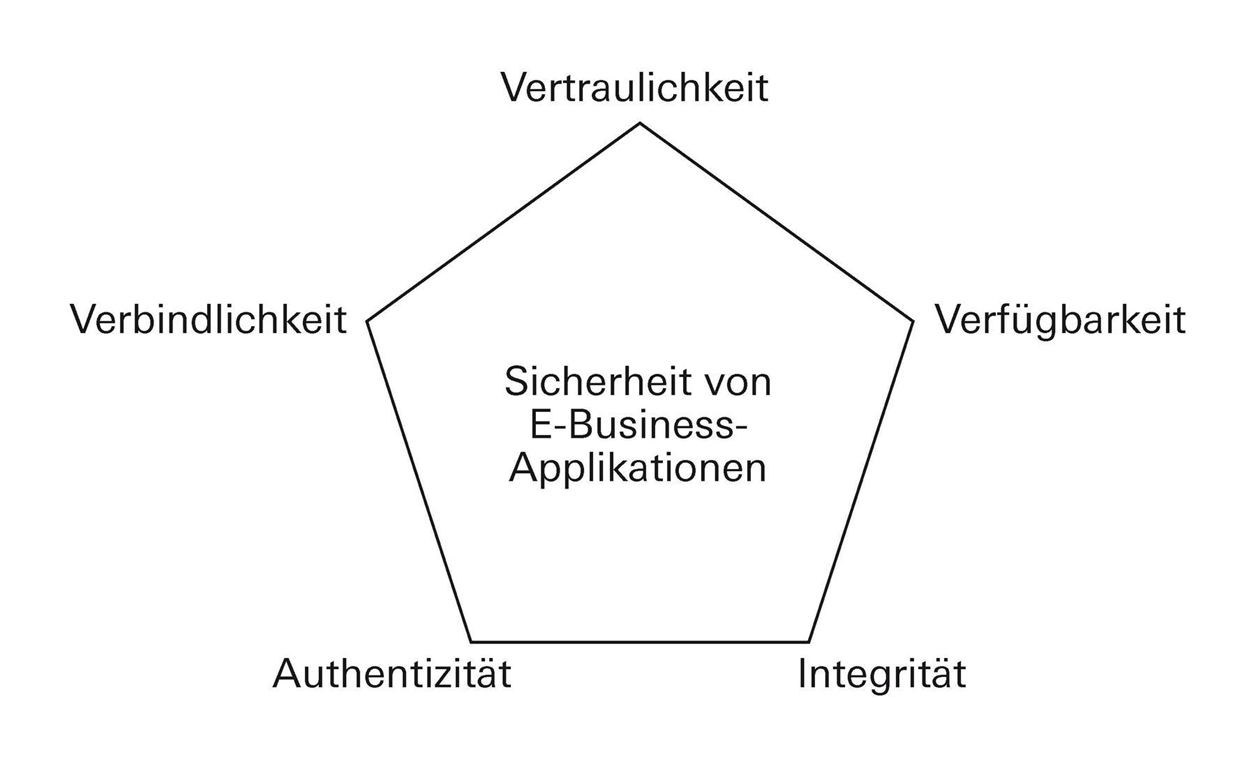 Vertraulichkeit
Verbindlichkeit
Verfügbarkeit
Sicherheit von
E-Business-
Applikationen
Authentizität
Integrität